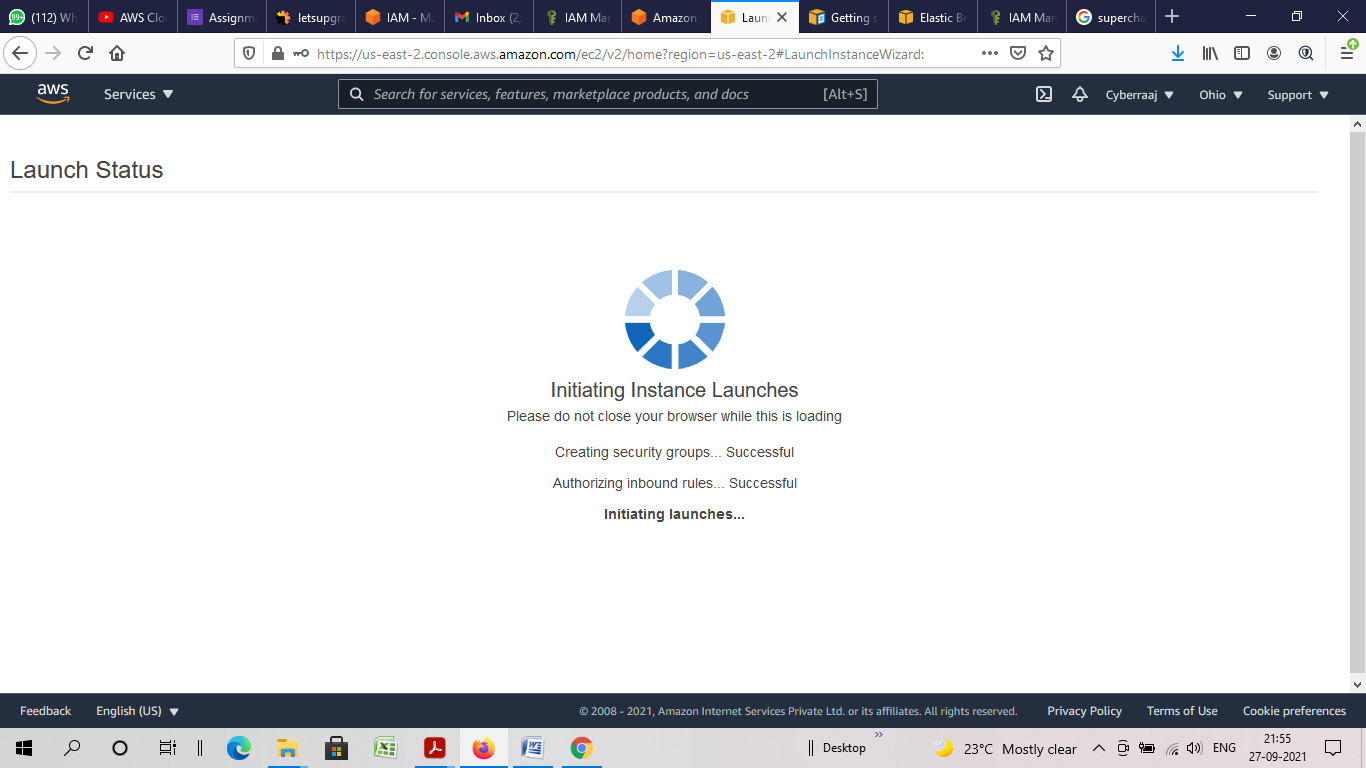 (112) Wh
AWS Clo
Assignm
letsupgra
IAM - Ma
Inbox (2,
IAM Man
Amazon
Laun
Getting s
Elastic Be
IAM Man
supercha
https://us-east-2.console.aws.amazon.com/ec2/v2/home?region=us-east-2#LaunchInstanceWizard:
aws
Services
Search for services, features, marketplace products, and docs
[Alt+S]
Cyberraaj
Ohio
Support
Launch Status
Initiating Instance Launches
Please do not close your browser while this is loading
Creating security groups... Successful
Authorizing inbound rules... Successful
Initiating launches...
Feedback
English (US)
© 2008 - 2021, Amazon Internet Services Private Ltd. or its affiliates. All rights reserved.
Privacy Policy
Terms of Use
Cookie preferences
Desktop
23°C Mostly clear
ENG
21:55
27-09-2021